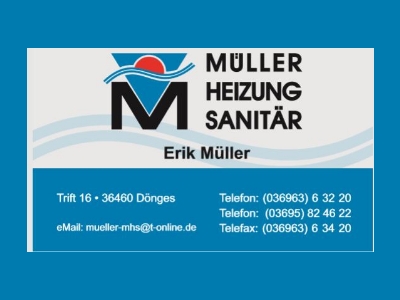 M
MÜLLER
HEIZUNG
SANITÄR
Erik Müller
Trift 16 • 36460 Dönges
eMail: mueller-mhs@t-online.de
Telefon: (036963) 6 32 20
Telefon: (03695) 82 46 22
Telefax: (036963) 6 34 20